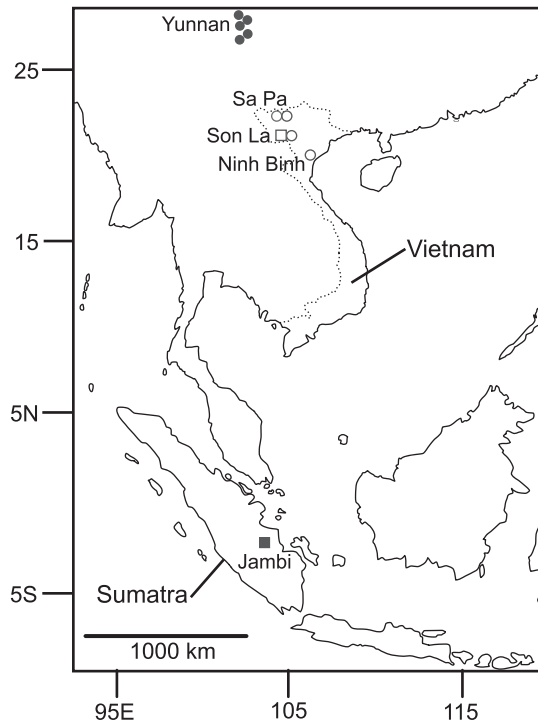 Yunnan
25
Sa Pa
Son La
Ninh Binh
15
Vietnam
5N
Jambi
5S
Sumatra
1000 km
95E
105
115